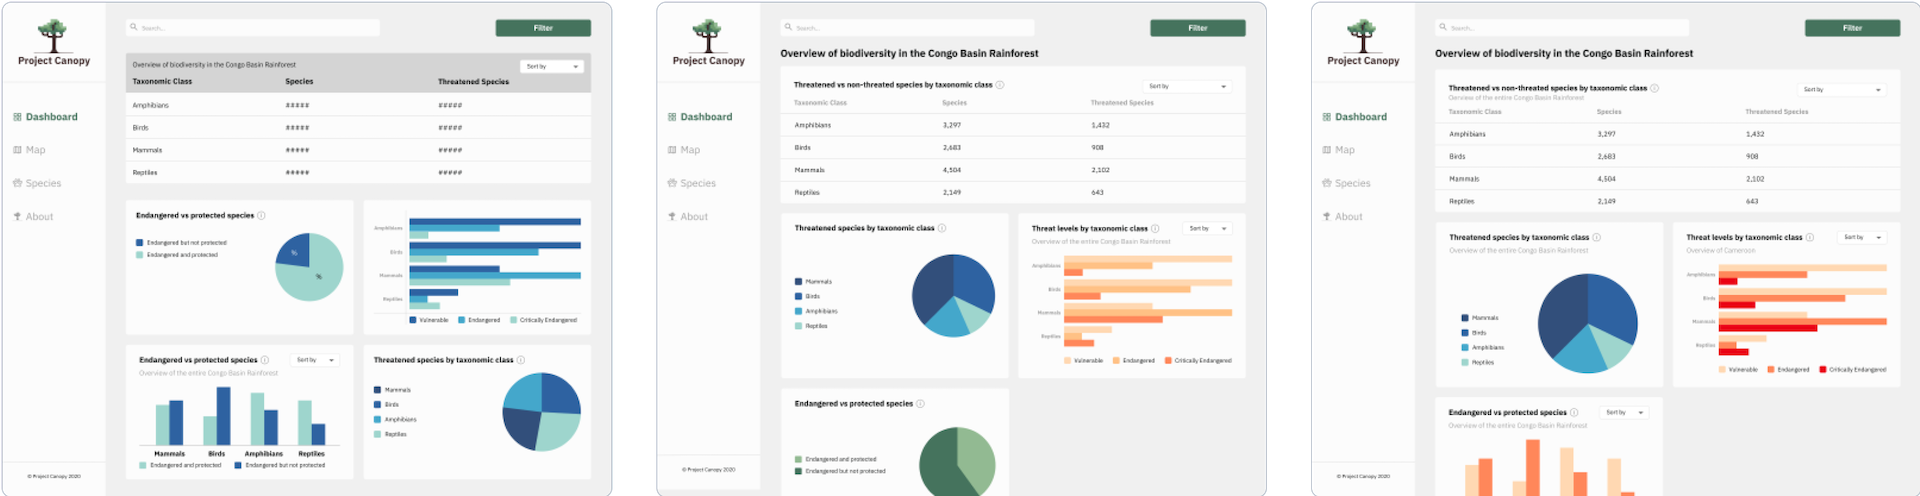 Search...
Filter
Project Canopy
Dashboard
Map
Species
About
© Project Canopy 2020
Overview of biodiversity in the Congo Basin Rainforest
Sort by
Taxonomic Class Species Threatened Species
Amphibians ##### #####
Birds ##### #####
Mammals ##### #####
Reptiles ##### #####
Endangered vs protected species
Endangered but not protected
Endangered and protected
%
%
Amphibians
Birds
Mammals
Reptiles
Vulnerable Endangered Critically Endangered
Endangered vs protected species
Sort by
Overview of the entire Congo Basin Rainforest
Mammals Birds Amphibians Reptiles
Endangered and protected Endangered but not protected
Threatened species by taxonomic class
Mammals
Birds
Amphibians
Reptiles
Search...
Filter
Project Canopy
Dashboard
Map
Species
About
© Project Canopy 2020
Overview of biodiversity in the Congo Basin Rainforest
Threatened vs non-threatened species by taxonomic class
Sort by
Taxonomic Class Species Threatened Species
Amphibians 3,297 1,432
Birds 2,683 908
Mammals 4,504 2,102
Reptiles 2,149 643
Threatened species by taxonomic class
Mammals
Birds
Amphibians
Reptiles
Threat levels by taxonomic class
Sort by
Overview of the entire Congo Basin Rainforest
Amphibians
Birds
Mammals
Reptiles
Vulnerable Endangered Critically Endangered
Endangered vs protected species
Endangered and protected
Endangered but not protected
Search...
Filter
Project Canopy
Dashboard
Map
Species
About
© Project Canopy 2020
Overview of biodiversity in the Congo Basin Rainforest
Threatened vs non-threatened species by taxonomic class
Overview of the entire Congo Basin Rainforest
Sort by
Taxonomic Class Species Threatened Species
Amphibians 3,297 1,432
Birds 2,683 908
Mammals 4,504 2,102
Reptiles 2,149 643
Threatened species by taxonomic class
Overview of the entire Congo Basin Rainforest
Mammals
Birds
Amphibians
Reptiles
Threat levels by taxonomic class
Sort by
Overview of Cameroon
Amphibians
Birds
Mammals
Reptiles
Vulnerable Endangered Critically Endangered
Endangered vs protected species
Sort by
Overview of the entire Congo Basin Rainforest